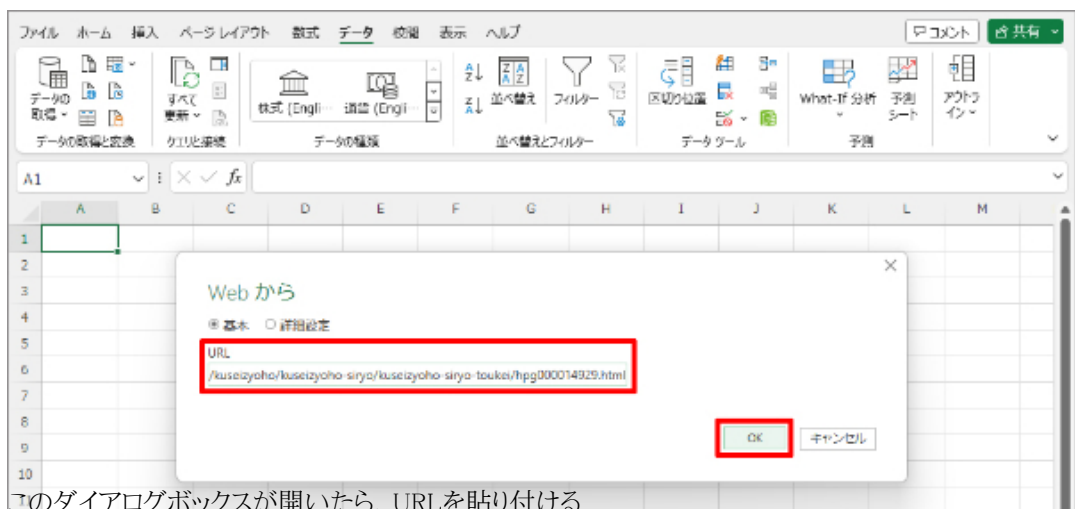 ファイル ホーム 挿入 ページ レイアウト 数式 データ 校閲 表示 ヘルプ コメント 共有
データの取得 すべて更新 株式 (Engli… 通貨 (Engli… 並べ替え フィルター 区切り位置 What-If 分析 予測シート アウトライン
データの取得と変換 クエリと接続 データの種類 並べ替えとフィルター データ ツール 予測
A1 fx
A B C D E F G H I J K L M
1
2
3
4
5
6
7
8
9
10
Web から
基本 詳細設定
URL
/kuseizyoho/kuseizyoho-siryo/kuseizyoho-siryo-toukei/hpg000014929.html
OK キャンセル
このダイアログボックスが開いたら、URLを貼り付ける